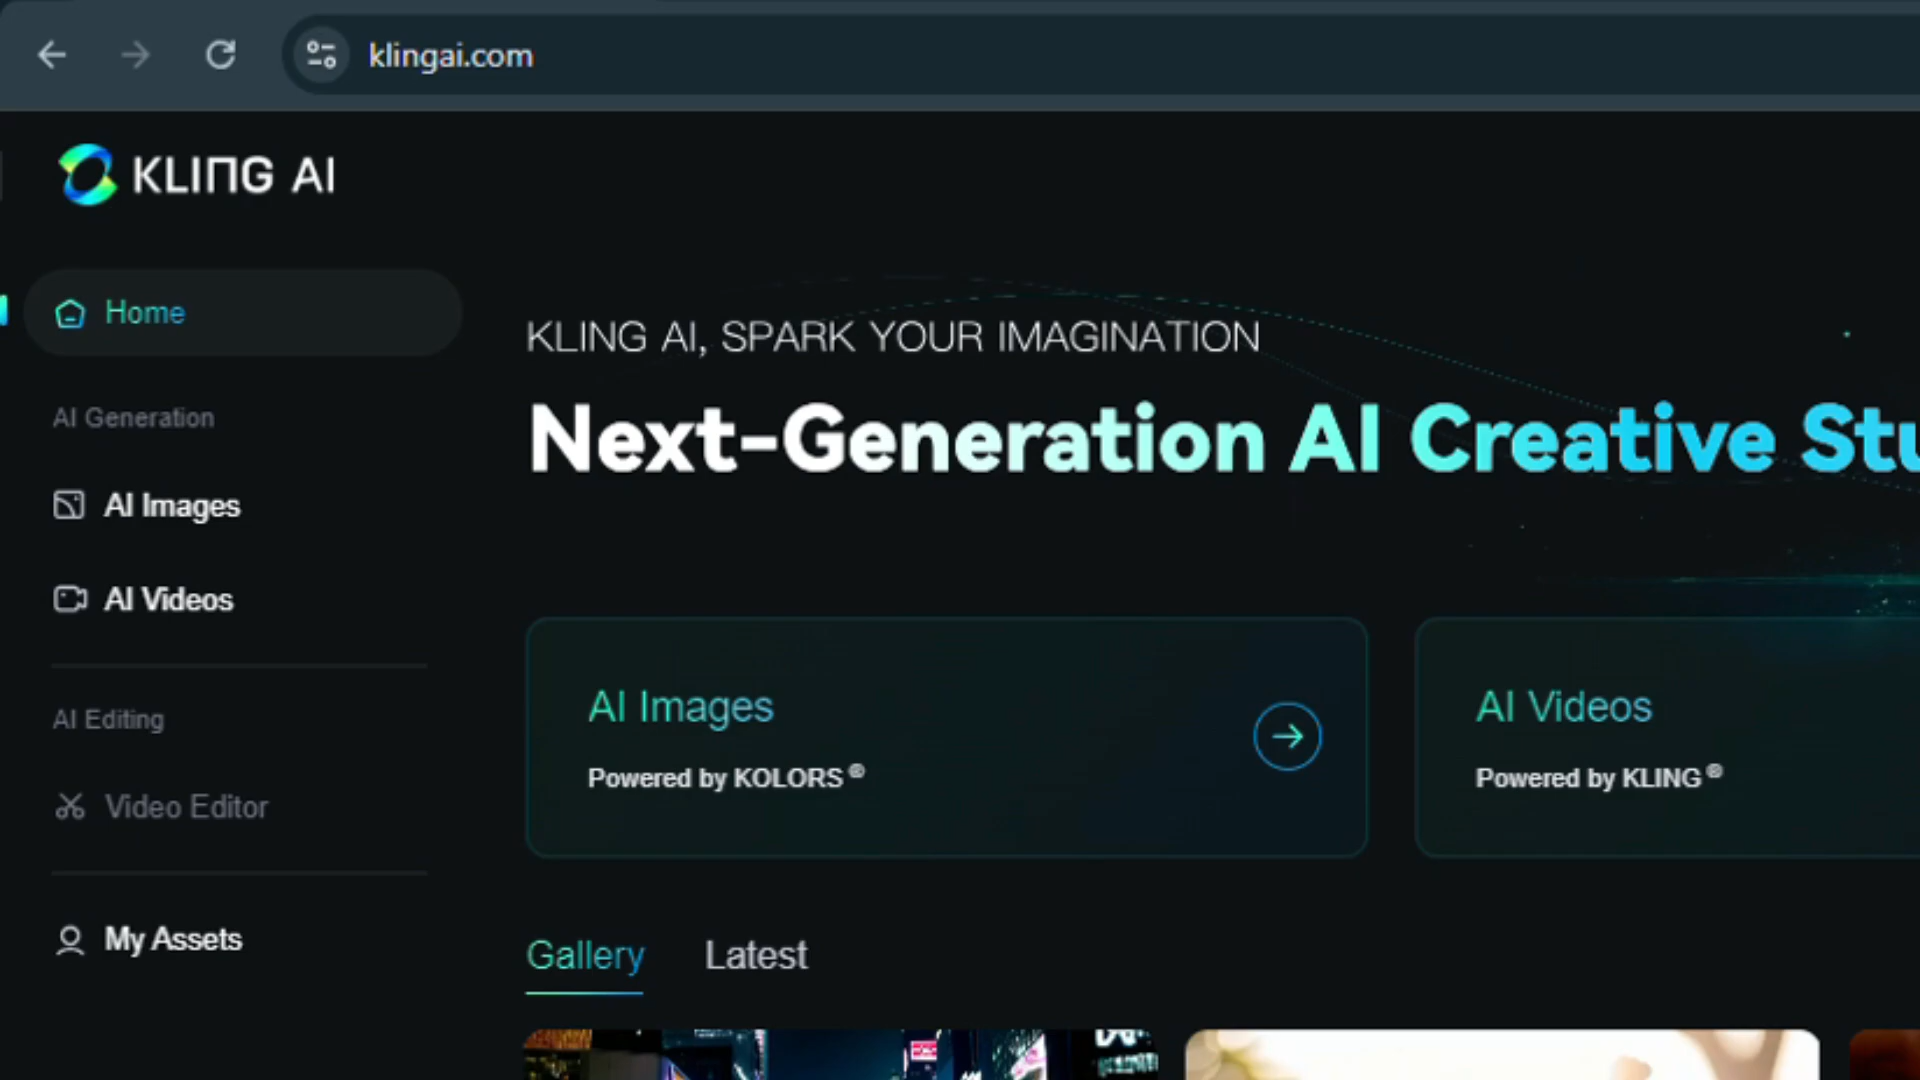 klingai.com
KLING AI
Home
AI Generation
AI Images
AI Videos
AI Editing
Video Editor
My Assets
KLING AI, SPARK YOUR IMAGINATION
Next-Generation AI Creative Stu
AI Images
Powered by KOLORS®
AI Videos
Powered by KLING®
Gallery
Latest